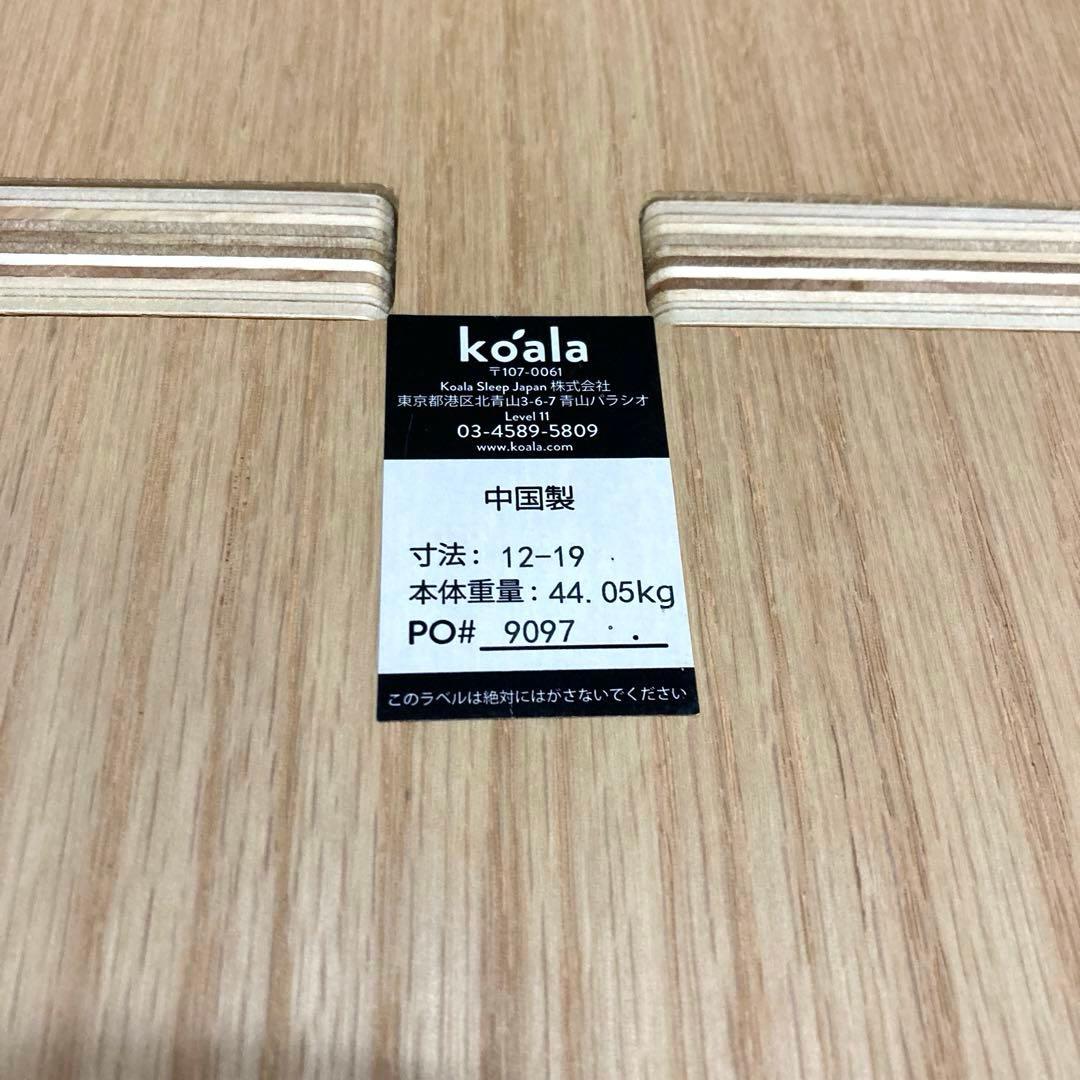 koala
〒107-0061
Koala Sleep Japan 株式会社
東京都港区北青山3-6-7 青山パラシオ
Level 11
03-4589-5809
www.koala.com
中国製
寸法: 12-19
本体重量: 44.05kg
PO# 9097
このラベルは絶対にはがさないでください